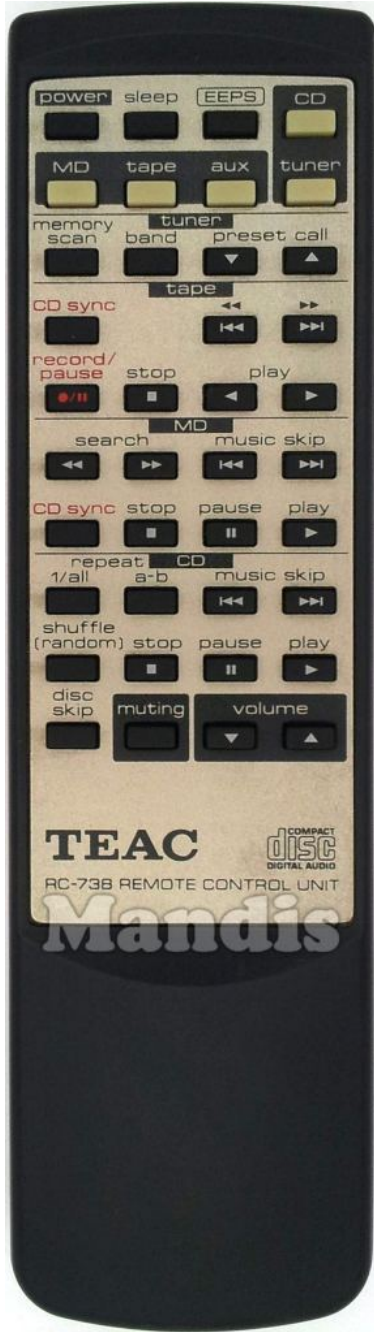 power sleep EEPS CD
MD tape aux tuner
tuner
memory scan band preset call
tape
CD sync
record/ pause stop play
MD
search music skip
CD sync stop pause play
repeat CD
1/all a-b music skip
shuffle (random) stop pause play
disc skip muting volume
TEAC
COMPACT disc DIGITAL AUDIO
RC-738 REMOTE CONTROL UNIT
Mandis